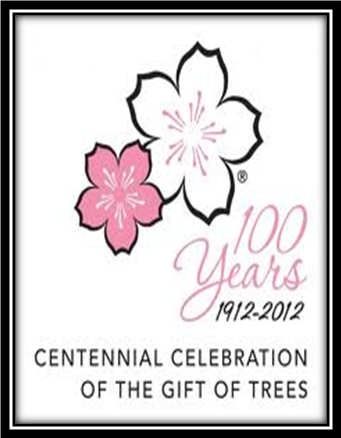 ®
100
Years
1912-2012
CENTENNIAL CELEBRATION
OF THE GIFT OF TREES